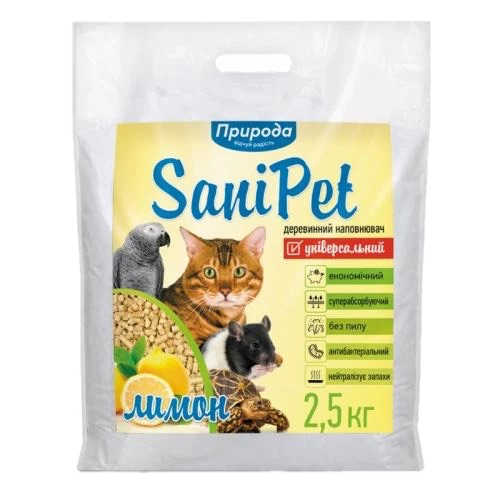 Природа
відчуй радість
SaniPet
деревинний наповнювач
універсальний
економічний
суперабсорбуючий
без пилу
антибактеріальний
нейтралізує запахи
лимон
2,5 кг